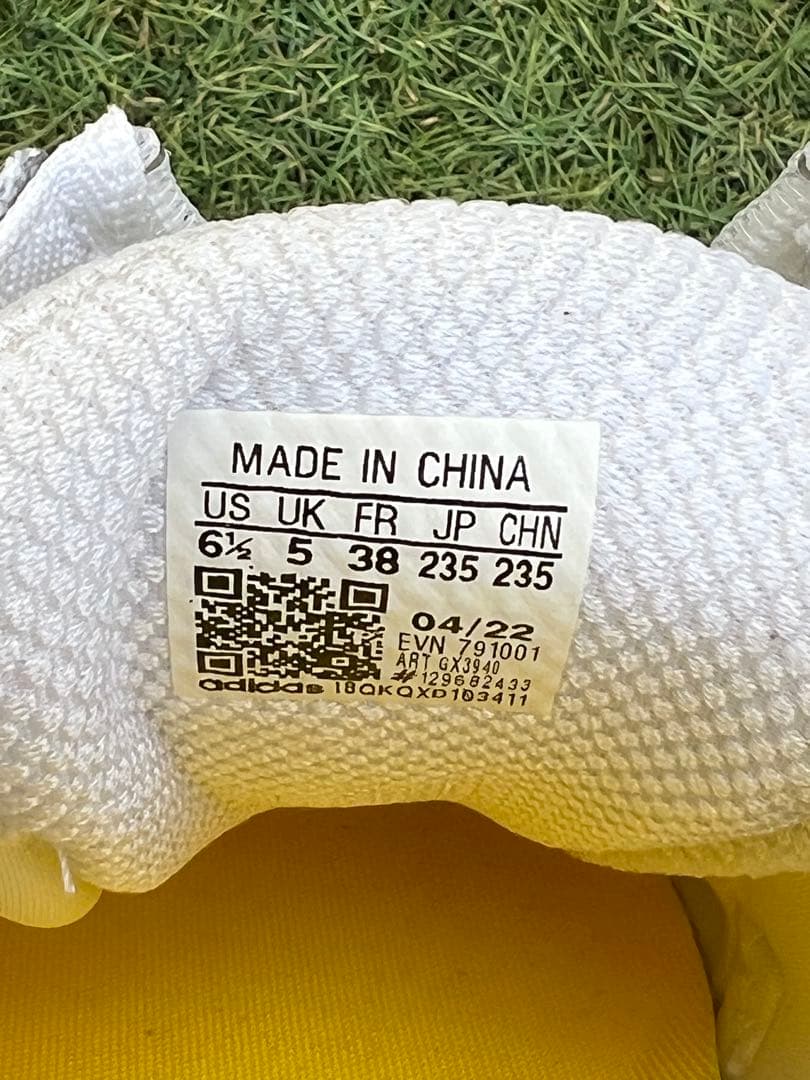 MADE IN CHINA
US UK FR JP CHN
6½ 5 38 235 235
04/22
EVN 791001
ART GX3940
# 129682433
adidas 18QKQXP103411